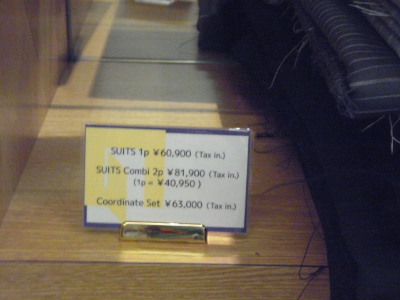 SUITS 1p ¥60,900 (Tax in.)
SUITS Combi 2p ¥81,900 (Tax in.)
(1p = ¥40,950 )
Coordinate Set ¥63,000 (Tax in.)